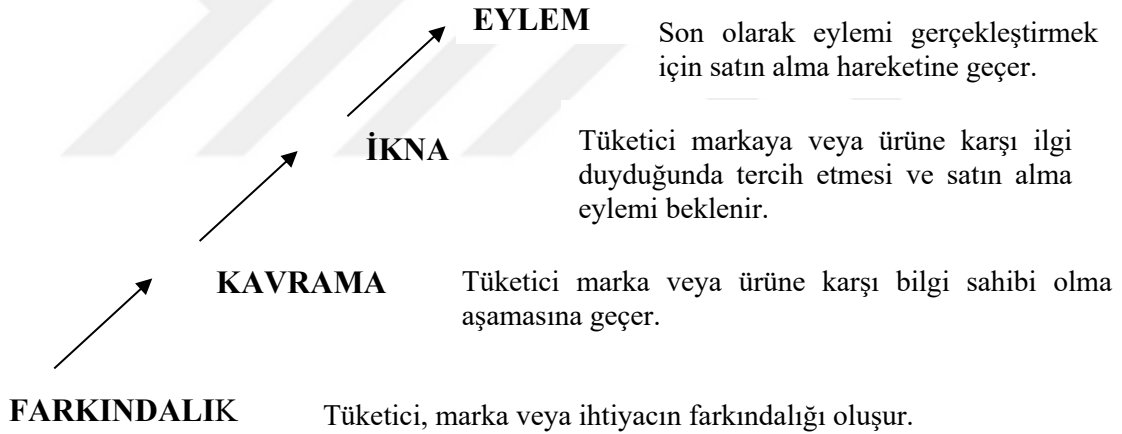 EYLEM
Son olarak eylemi gerçekleştirmek
için satın alma hareketine geçer.
İKNA
Tüketici markaya veya ürüne karşı ilgi
duyduğunda tercih etmesi ve satın alma
eylemi beklenir.
KAVRAMA
Tüketici marka veya ürüne karşı bilgi sahibi olma
aşamasına geçer.
FARKINDALIK
Tüketici, marka veya ihtiyacın farkındalığı oluşur.